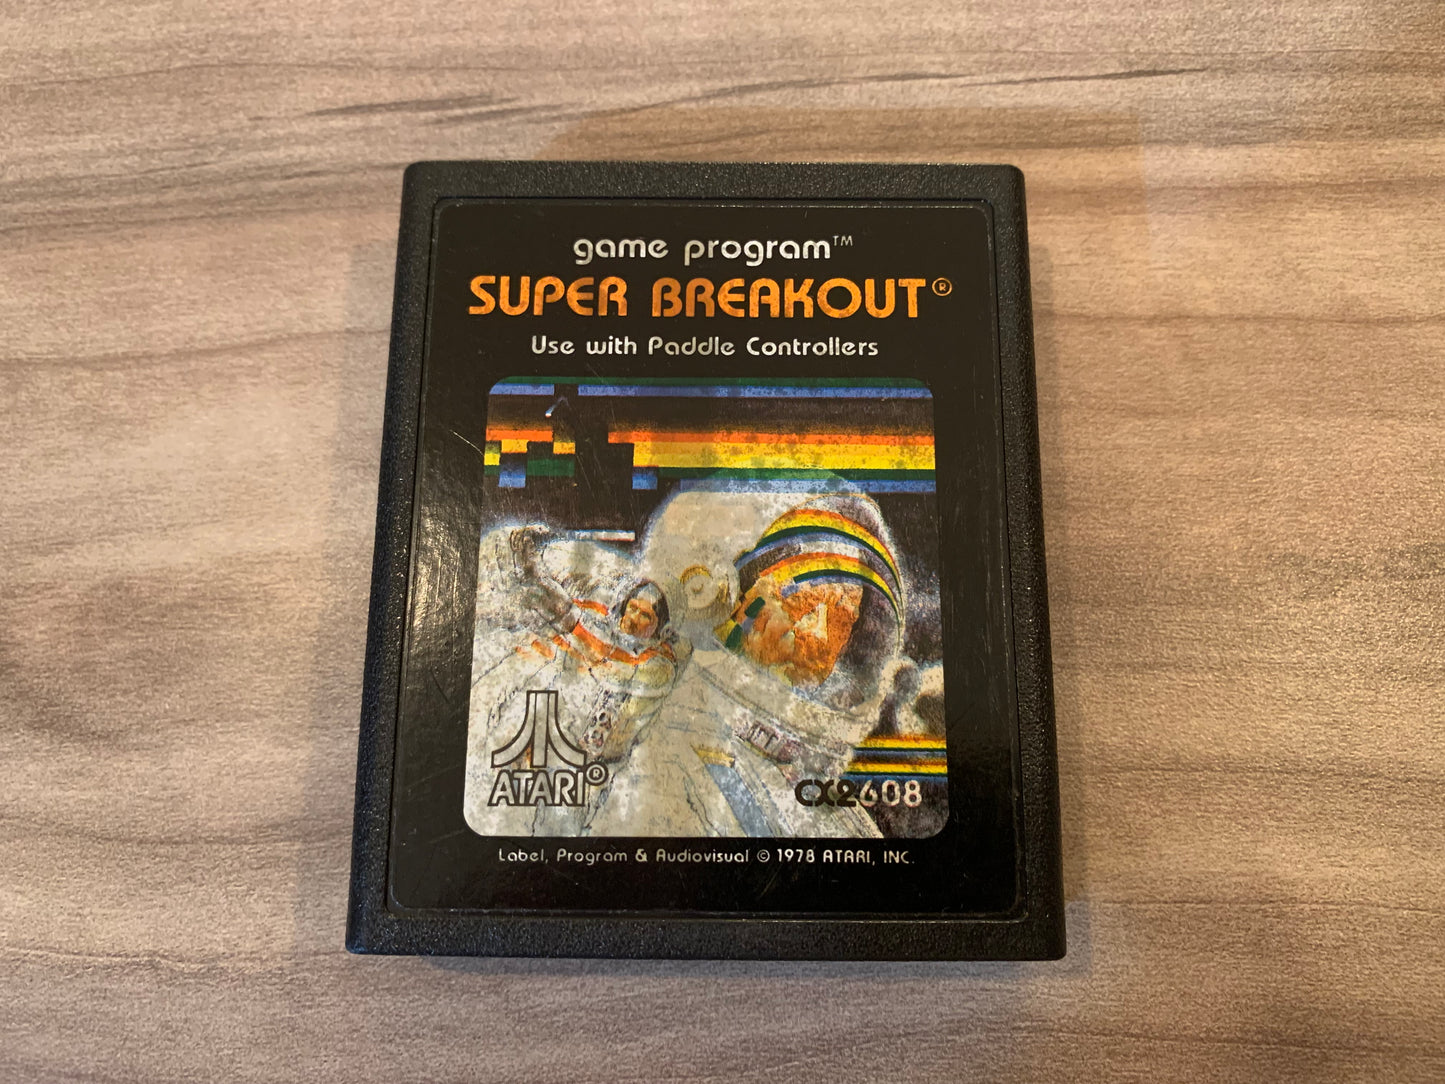 game program™
SUPER BREAKOUT®
Use with Paddle Controllers
ATARI®
CX2608
Label, Program & Audiovisual © 1978 ATARI, INC.